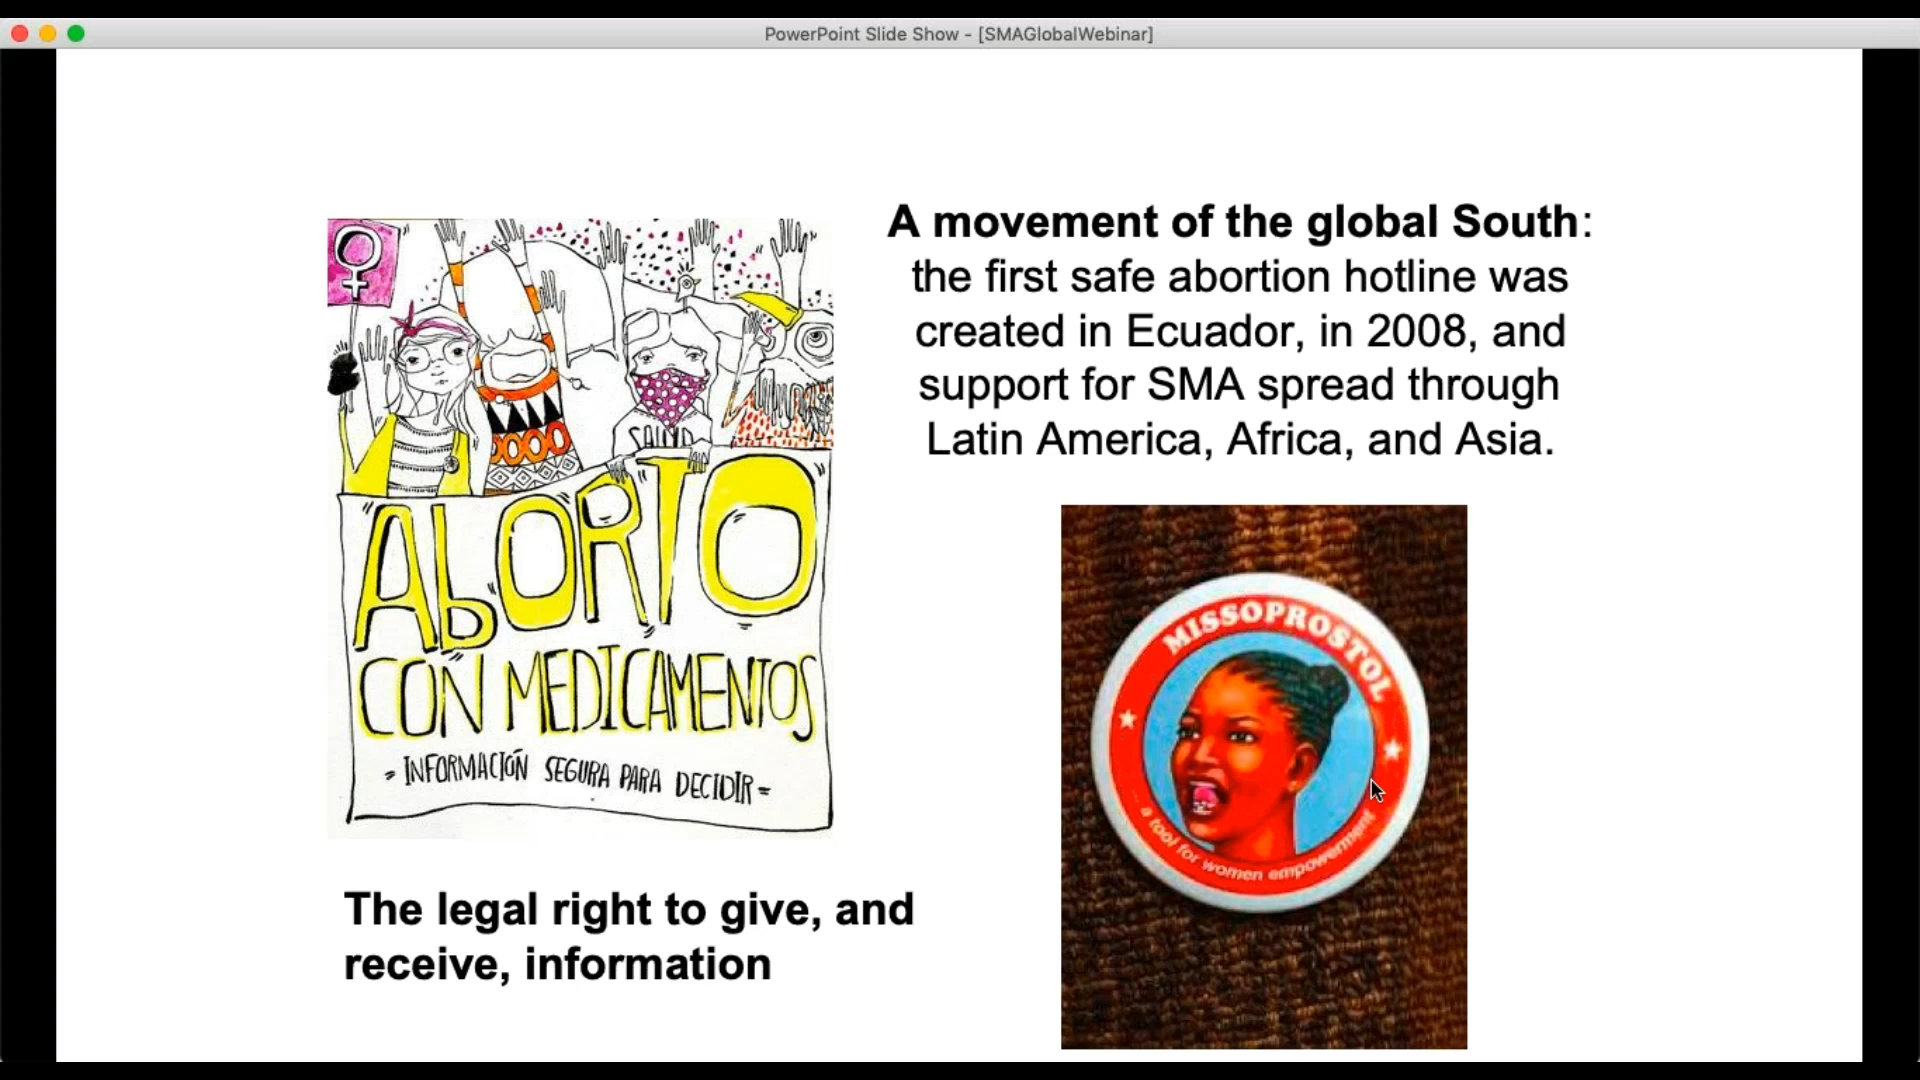 PowerPoint Slide Show - [SMAGlobalWebinar]
A movement of the global South:
the first safe abortion hotline was
created in Ecuador, in 2008, and
support for SMA spread through
Latin America, Africa, and Asia.
SALUD
AbORTO
CON MEDICAMENTOS
= INFORMACIÓN SEGURA PARA DECIDIR =
MISSOPROSTOL
... a tool for women empowerment
The legal right to give, and
receive, information